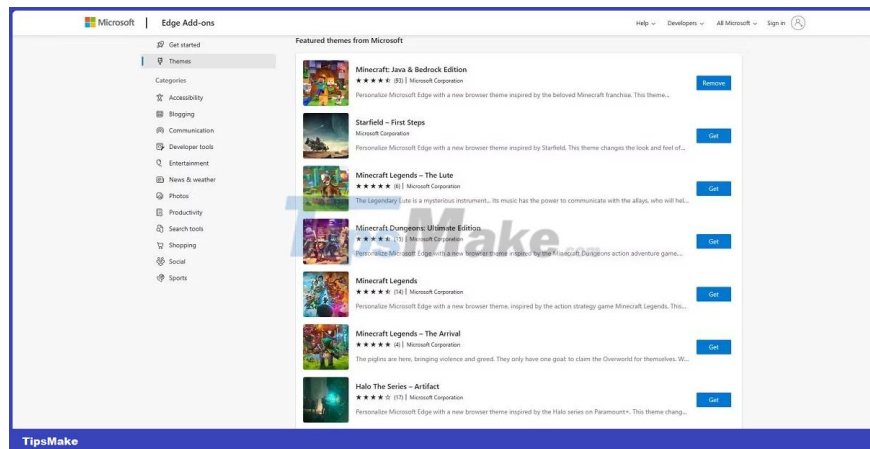 Microsoft | Edge Add-ons
Help
Developers
All Microsoft
Sign in
Get started
Themes
Categories
Accessibility
Blogging
Communication
Developer tools
Entertainment
News & weather
Photos
Productivity
Search tools
Shopping
Social
Sports
Featured themes from Microsoft
Minecraft: Java & Bedrock Edition
(93) | Microsoft Corporation
Personalize Microsoft Edge with a new browser theme inspired by the beloved Minecraft franchise. This theme...
Remove
Starfield – First Steps
Microsoft Corporation
Personalize Microsoft Edge with a new browser theme inspired by Starfield. This theme changes the look and feel of...
Get
Minecraft Legends – The Lute
(6) | Microsoft Corporation
The Legendary Lute is a mysterious instrument... Its music has the power to communicate with the allays, who will hel...
Get
Minecraft Dungeons: Ultimate Edition
(15) | Microsoft Corporation
Personalize Microsoft Edge with a new browser theme inspired by the Minecraft Dungeons action adventure game....
Get
Minecraft Legends
(14) | Microsoft Corporation
Personalize Microsoft Edge with a new browser theme, inspired by the action strategy game Minecraft Legends. This...
Get
Minecraft Legends – The Arrival
(4) | Microsoft Corporation
The piglins are here, bringing violence and greed. They only have one goal: to claim the Overworld for themselves. W...
Get
Halo The Series – Artifact
(17) | Microsoft Corporation
Personalize Microsoft Edge with a new browser theme inspired by the Halo series on Paramount+. This theme chang...
Get
TipsMake.com
TipsMake